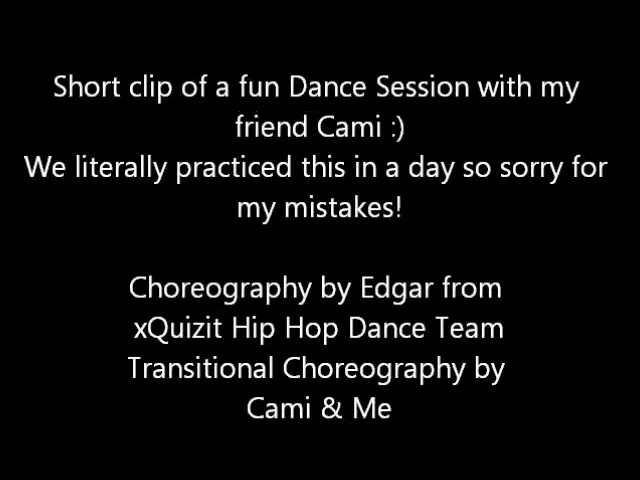 Short clip of a fun Dance Session with my
friend Cami :)
We literally practiced this in a day so sorry for
my mistakes!
Choreography by Edgar from
xQuizit Hip Hop Dance Team
Transitional Choreography by
Cami & Me